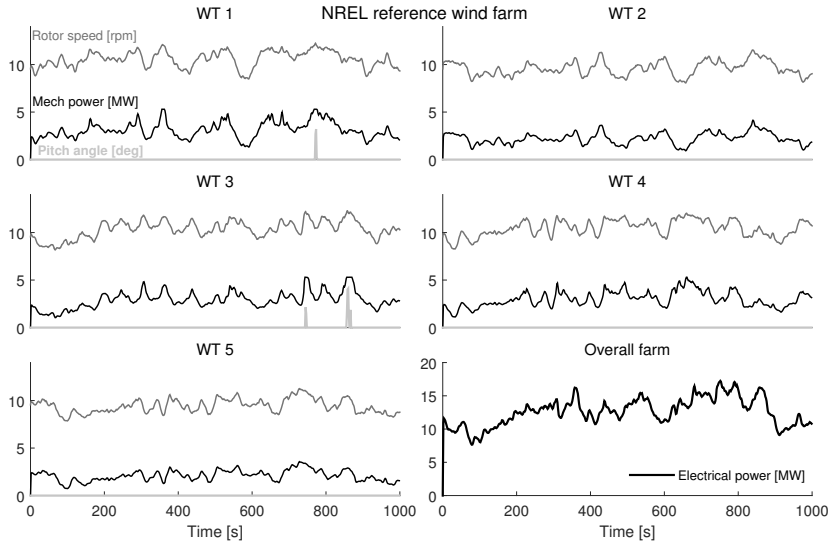 NREL reference wind farm
WT 1
WT 2
Rotor speed [rpm]
10
Mech power [MW]
5
Pitch angle [deg]
0
10
5
0
WT 3
WT 4
10
5
0
10
5
0
WT 5
Overall farm
10
5
0
20
15
10
5
0
Electrical power [MW]
0 200 400 600 800 1000
0 200 400 600 800 1000
Time [s]
Time [s]